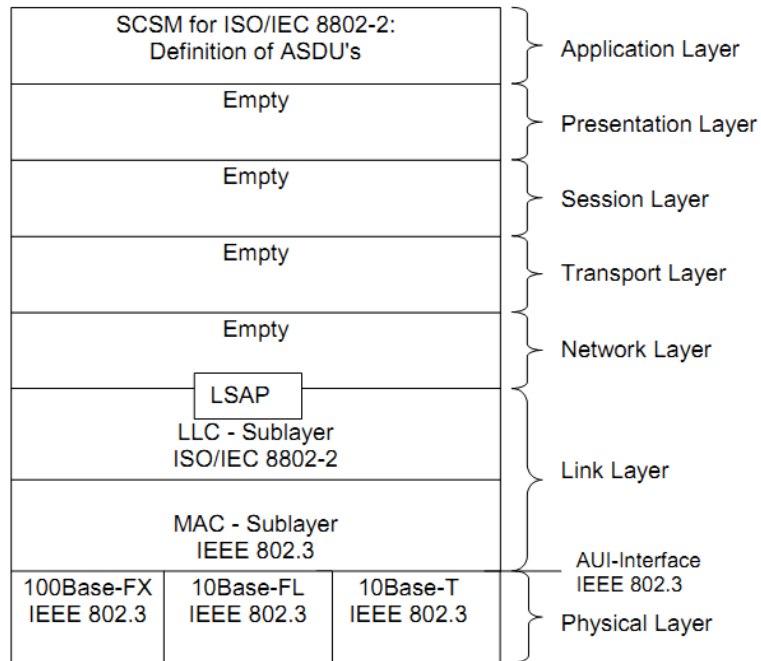 SCSM for ISO/IEC 8802-2:
Definition of ASDU's
Application Layer
Empty
Presentation Layer
Empty
Session Layer
Empty
Transport Layer
Empty
Network Layer
LSAP
LLC - Sublayer
ISO/IEC 8802-2
Link Layer
MAC - Sublayer
IEEE 802.3
AUI-Interface
IEEE 802.3
100Base-FX
IEEE 802.3
10Base-FL
IEEE 802.3
10Base-T
IEEE 802.3
Physical Layer